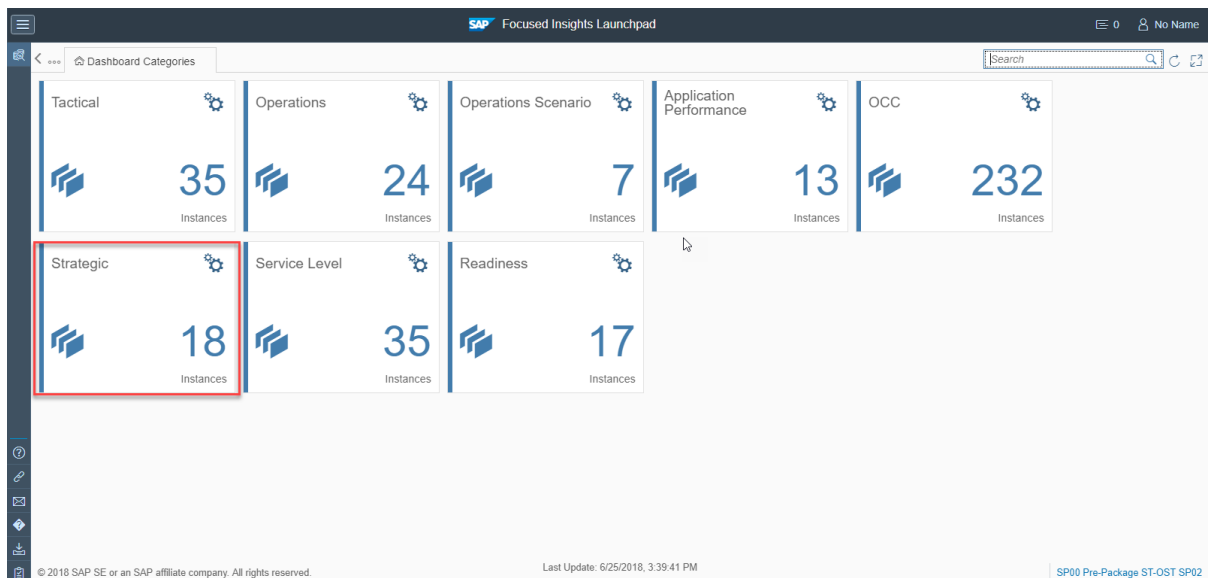 SAP Focused Insights Launchpad
0 No Name
Dashboard Categories
Search
Tactical
35
Instances
Operations
24
Instances
Operations Scenario
7
Instances
Application
Performance
13
Instances
OCC
232
Instances
Strategic
18
Instances
Service Level
35
Instances
Readiness
17
Instances
© 2018 SAP SE or an SAP affiliate company. All rights reserved.
Last Update: 6/25/2018, 3:39:41 PM
SP00 Pre-Package ST-OST SP02